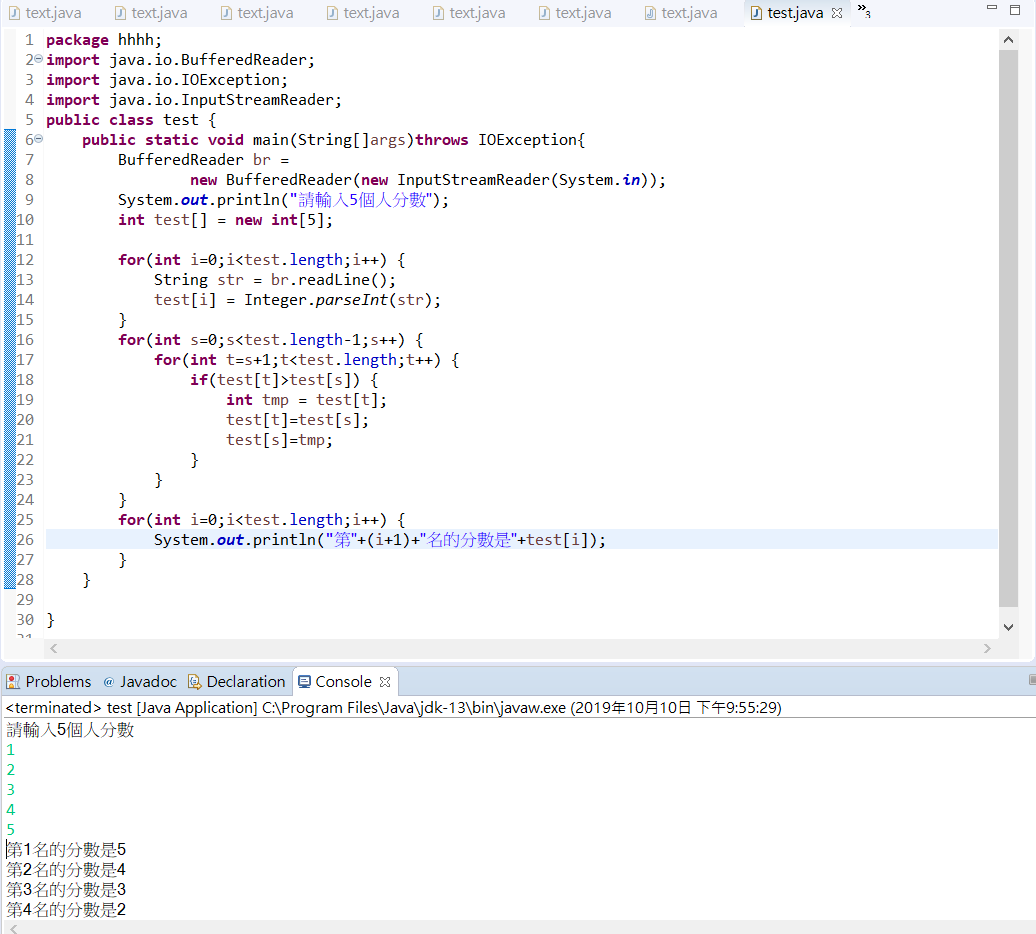 text.java text.java text.java text.java text.java text.java text.java test.java »3
1 package hhhh;
2 import java.io.BufferedReader;
3 import java.io.IOException;
4 import java.io.InputStreamReader;
5 public class test {
6 public static void main(String[]args)throws IOException{
7 BufferedReader br =
8 new BufferedReader(new InputStreamReader(System.in));
9 System.out.println("請輸入5個人分數");
10 int test[] = new int[5];
11
12 for(int i=0;i<test.length;i++) {
13 String str = br.readLine();
14 test[i] = Integer.parseInt(str);
15 }
16 for(int s=0;s<test.length-1;s++) {
17 for(int t=s+1;t<test.length;t++) {
18 if(test[t]>test[s]) {
19 int tmp = test[t];
20 test[t]=test[s];
21 test[s]=tmp;
22 }
23 }
24 }
25 for(int i=0;i<test.length;i++) {
26 System.out.println("第"+(i+1)+"名的分數是"+test[i]);
27 }
28 }
29
30 }
31
Problems @ Javadoc Declaration Console
<terminated> test [Java Application] C:\Program Files\Java\jdk-13\bin\javaw.exe (2019年10月10日 下午9:55:29)
請輸入5個人分數
1
2
3
4
5
第1名的分數是5
第2名的分數是4
第3名的分數是3
第4名的分數是2